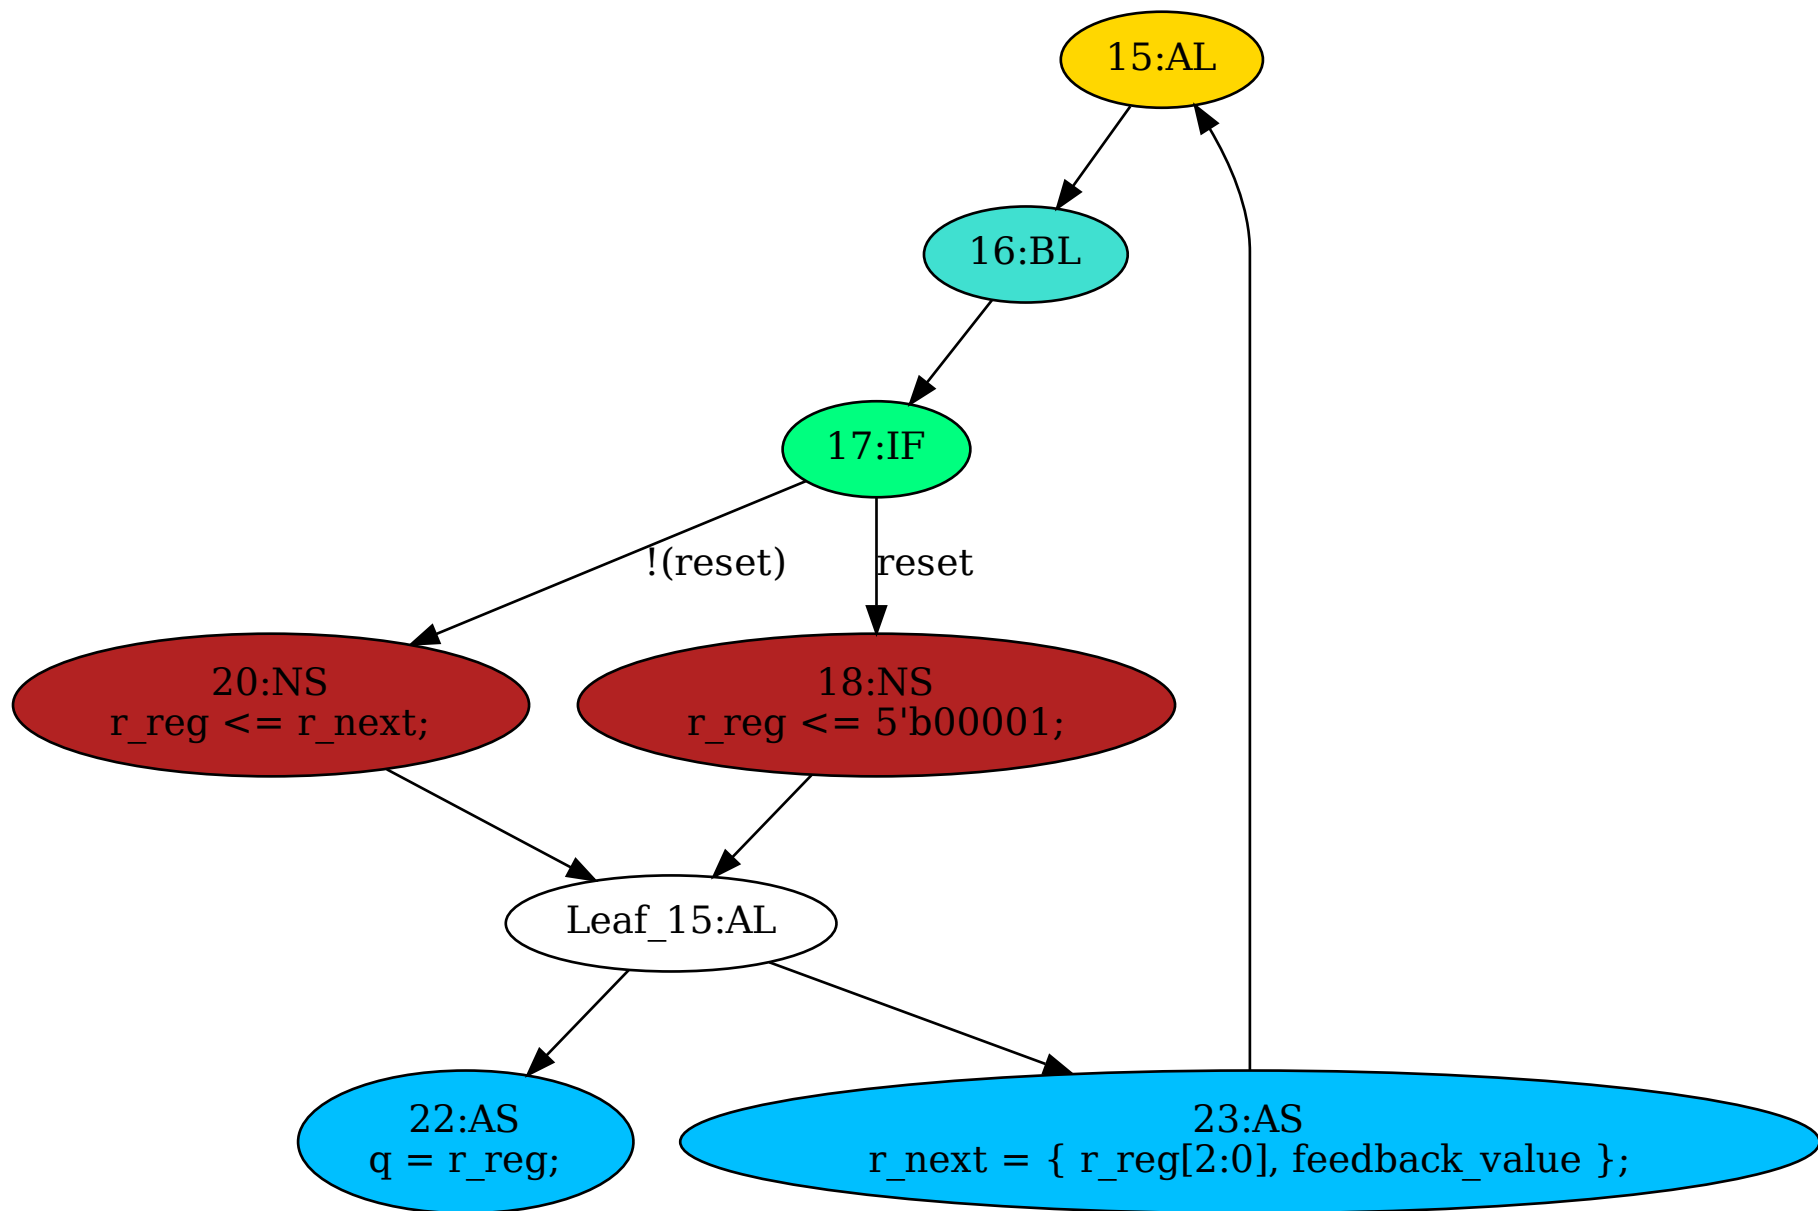 15:AL
16:BL
17:IF
!(reset)
reset
20:NS
r_reg <= r_next;
18:NS
r_reg <= 5'b00001;
Leaf_15:AL
22:AS
q = r_reg;
23:AS
r_next = { r_reg[2:0], feedback_value };